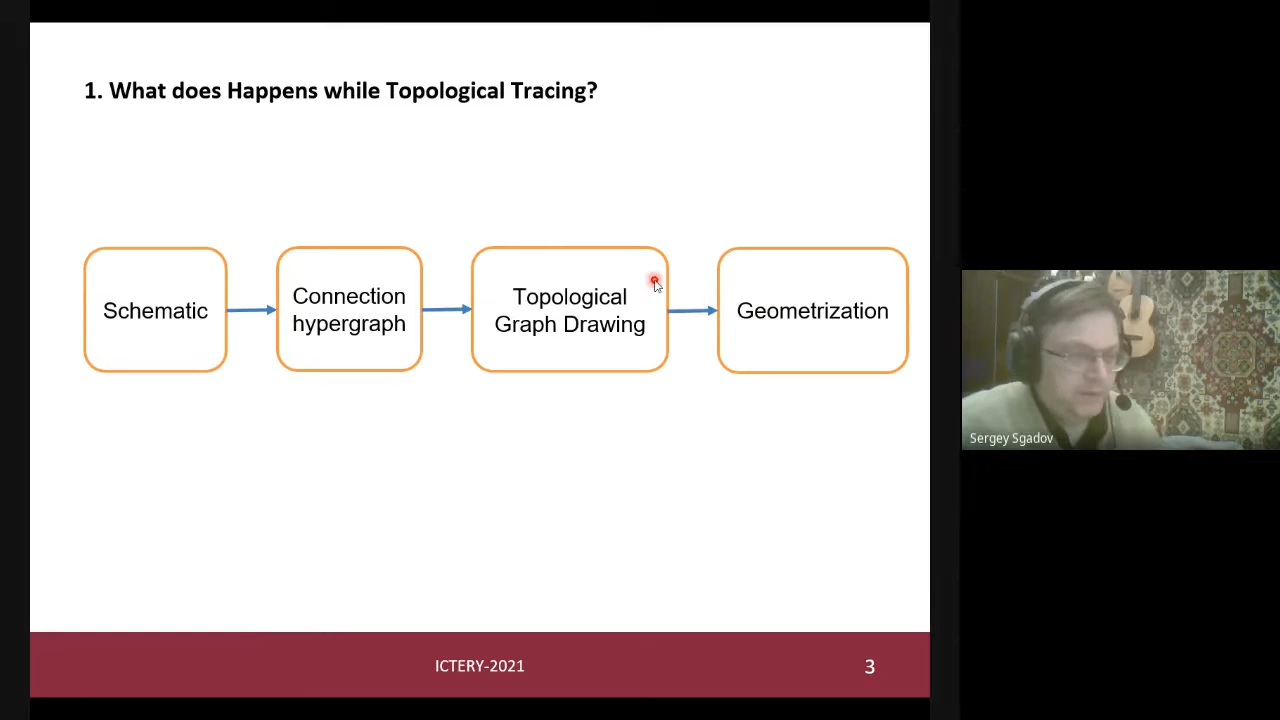 1. What does Happens while Topological Tracing?
Schematic
Connection
hypergraph
Topological
Graph Drawing
Geometrization
Sergey Sgadov
ICTERY-2021
3